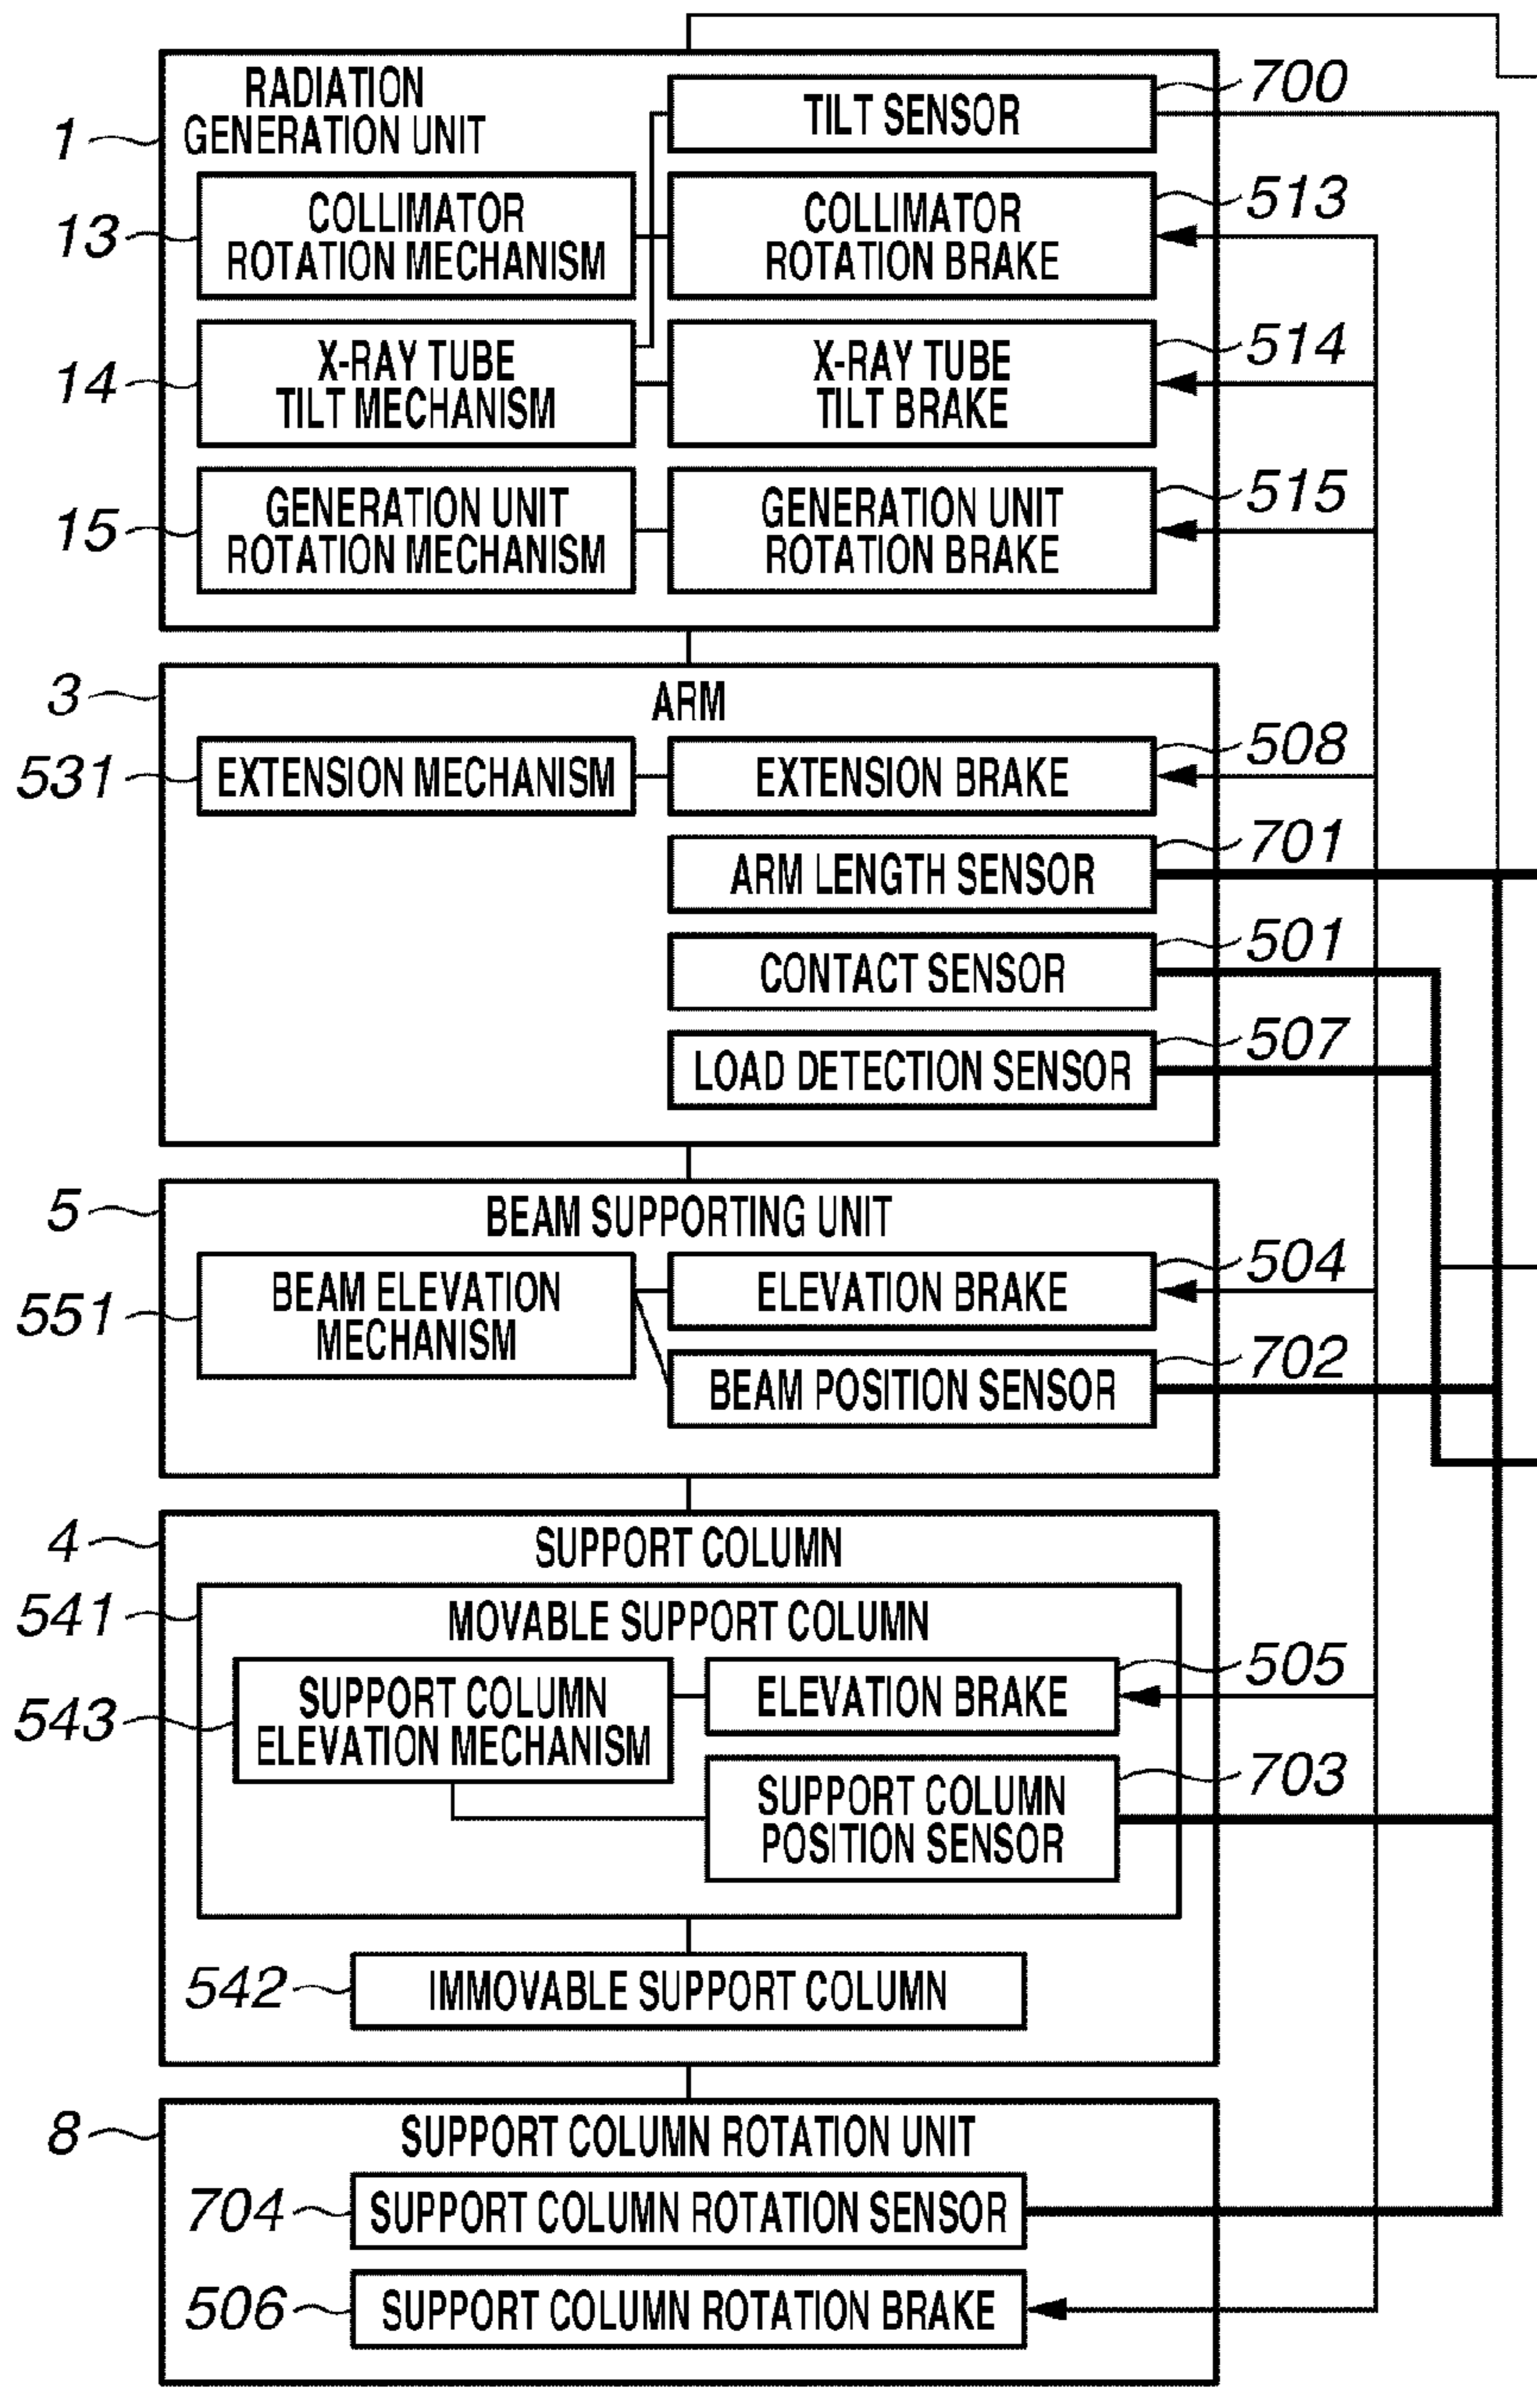 RADIATION
GENERATION UNIT
1
TILT SENSOR
700
13
COLLIMATOR
ROTATION MECHANISM
COLLIMATOR
ROTATION BRAKE
513
14
X-RAY TUBE
TILT MECHANISM
X-RAY TUBE
TILT BRAKE
514
15
GENERATION UNIT
ROTATION MECHANISM
GENERATION UNIT
ROTATION BRAKE
515
3
ARM
531
EXTENSION MECHANISM
EXTENSION BRAKE
508
ARM LENGTH SENSOR
701
CONTACT SENSOR
501
LOAD DETECTION SENSOR
507
5
BEAM SUPPORTING UNIT
551
BEAM ELEVATION
MECHANISM
ELEVATION BRAKE
504
BEAM POSITION SENSOR
702
4
SUPPORT COLUMN
541
MOVABLE SUPPORT COLUMN
543
SUPPORT COLUMN
ELEVATION MECHANISM
ELEVATION BRAKE
505
SUPPORT COLUMN
POSITION SENSOR
703
542
IMMOVABLE SUPPORT COLUMN
8
SUPPORT COLUMN ROTATION UNIT
704
SUPPORT COLUMN ROTATION SENSOR
506
SUPPORT COLUMN ROTATION BRAKE